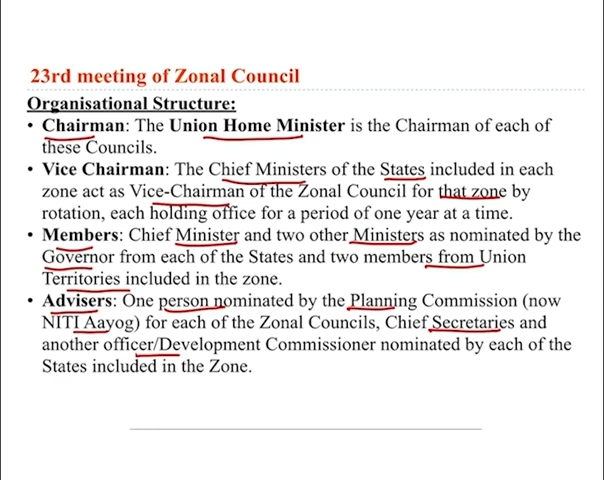 23rd meeting of Zonal Council
Organisational Structure:
• Chairman: The Union Home Minister is the Chairman of each of
these Councils.
• Vice Chairman: The Chief Ministers of the States included in each
zone act as Vice-Chairman of the Zonal Council for that zone by
rotation, each holding office for a period of one year at a time.
• Members: Chief Minister and two other Ministers as nominated by the
Governor from each of the States and two members from Union
Territories included in the zone.
• Advisers: One person nominated by the Planning Commission (now
NITI Aayog) for each of the Zonal Councils, Chief Secretaries and
another officer/Development Commissioner nominated by each of the
States included in the Zone.